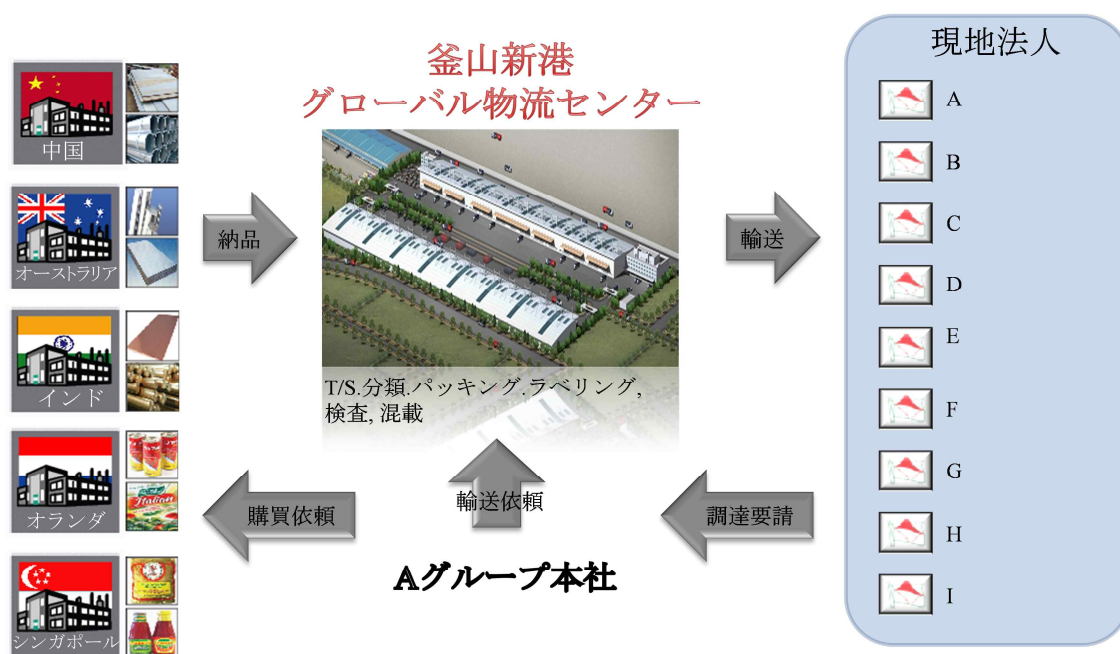 現地法人
釜山新港
グローバル物流センター
中国
オーストラリア
インド
オランダ
シンガポール
納品
輸送
T/S.分類.パッキング.ラベリング,
検査, 混載
購買依頼
輸送依頼
調達要請
Aグループ本社
A
B
C
D
E
F
G
H
I
Italian